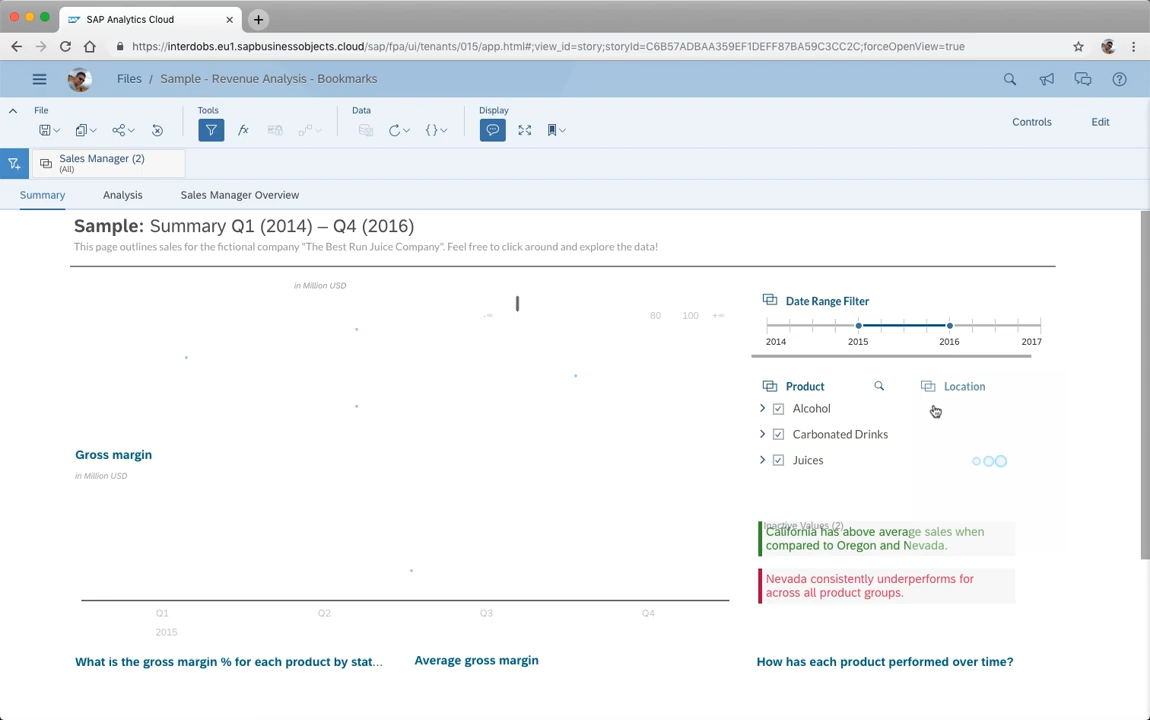 SAP Analytics Cloud
https://interdobs.eu1.sapbusinessobjects.cloud/sap/fpa/ui/tenants/015/app.html#;view_id=story;storyId=C6B57ADBAA359EF1DEFF87BA59C3CC2C;forceOpenView=true
Files / Sample - Revenue Analysis - Bookmarks
File
Tools
Data
Display
Controls
Edit
Sales Manager (2)
(All)
Summary
Analysis
Sales Manager Overview
Sample: Summary Q1 (2014) – Q4 (2016)
This page outlines sales for the fictional company "The Best Run Juice Company". Feel free to click around and explore the data!
in Million USD
-∞ 80 100 +∞
Date Range Filter
2014 2015 2016 2017
Product
Location
Alcohol
Carbonated Drinks
Juices
Gross margin
in Million USD
Inactive Values (2)
California has above average sales when
compared to Oregon and Nevada.
Nevada consistently underperforms for
across all product groups.
Q1 Q2 Q3 Q4
2015
What is the gross margin % for each product by stat...
Average gross margin
How has each product performed over time?